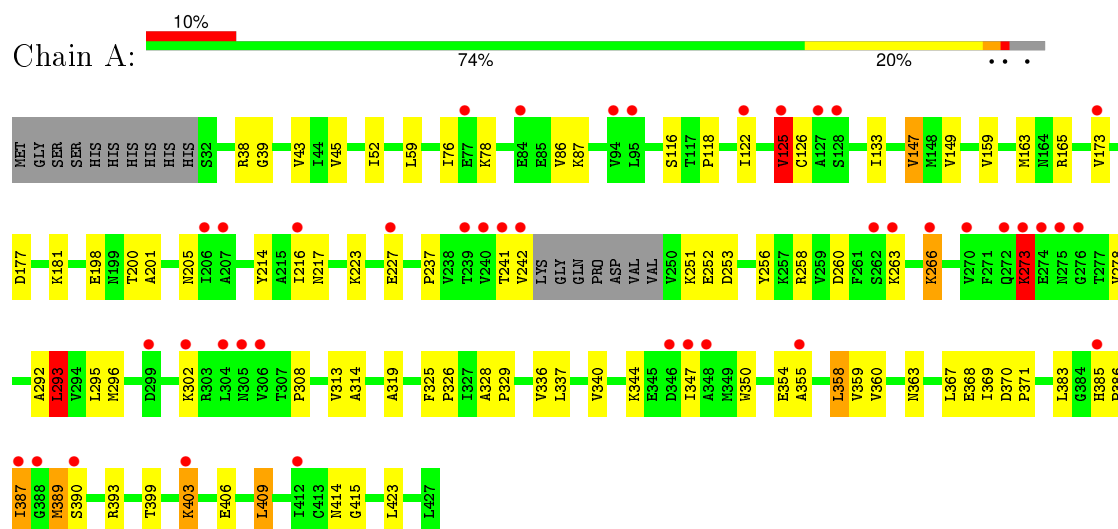 10%
Chain A:
74% 20% • • •
MET GLY SER SER HIS HIS HIS HIS HIS HIS S32 R38 G39 V43 I44 V45 I52 L59 I76 E77 K78 E84 E85 V86 K87 V94 L95 S116 T117 P118 I122 V125 C126 A127 S128 I133 V147 M148 V149 V159 M163 N164 R165 V173
D177 K181 E198 N199 T200 A201 N205 I206 A207 Y214 A215 I216 N217 K223 E227 P237 V238 T239 V240 T241 V242 LYS GLY GLN PRO ASP VAL VAL V250 K251 E252 D253 Y256 K257 R258 V259 D260 F261 S262 K263 K266 V270 F271 Q272 K273 E274 N275 G276 T277 V278
A292 L293 V294 L295 M296 D299 K302 R303 L304 N305 V306 T307 P308 V313 A314 A319 F325 P326 I327 A328 P329 V336 L337 V340 K344 E345 D346 I347 A348 M349 W350 E354 A355 L358 V359 V360 N363 L367 E368 I369 D370 P371 L383 G384 H385 P386
I387 G388 M389 S390 R393 T399 K403 E406 L409 I412 C413 N414 G415 L423 L427